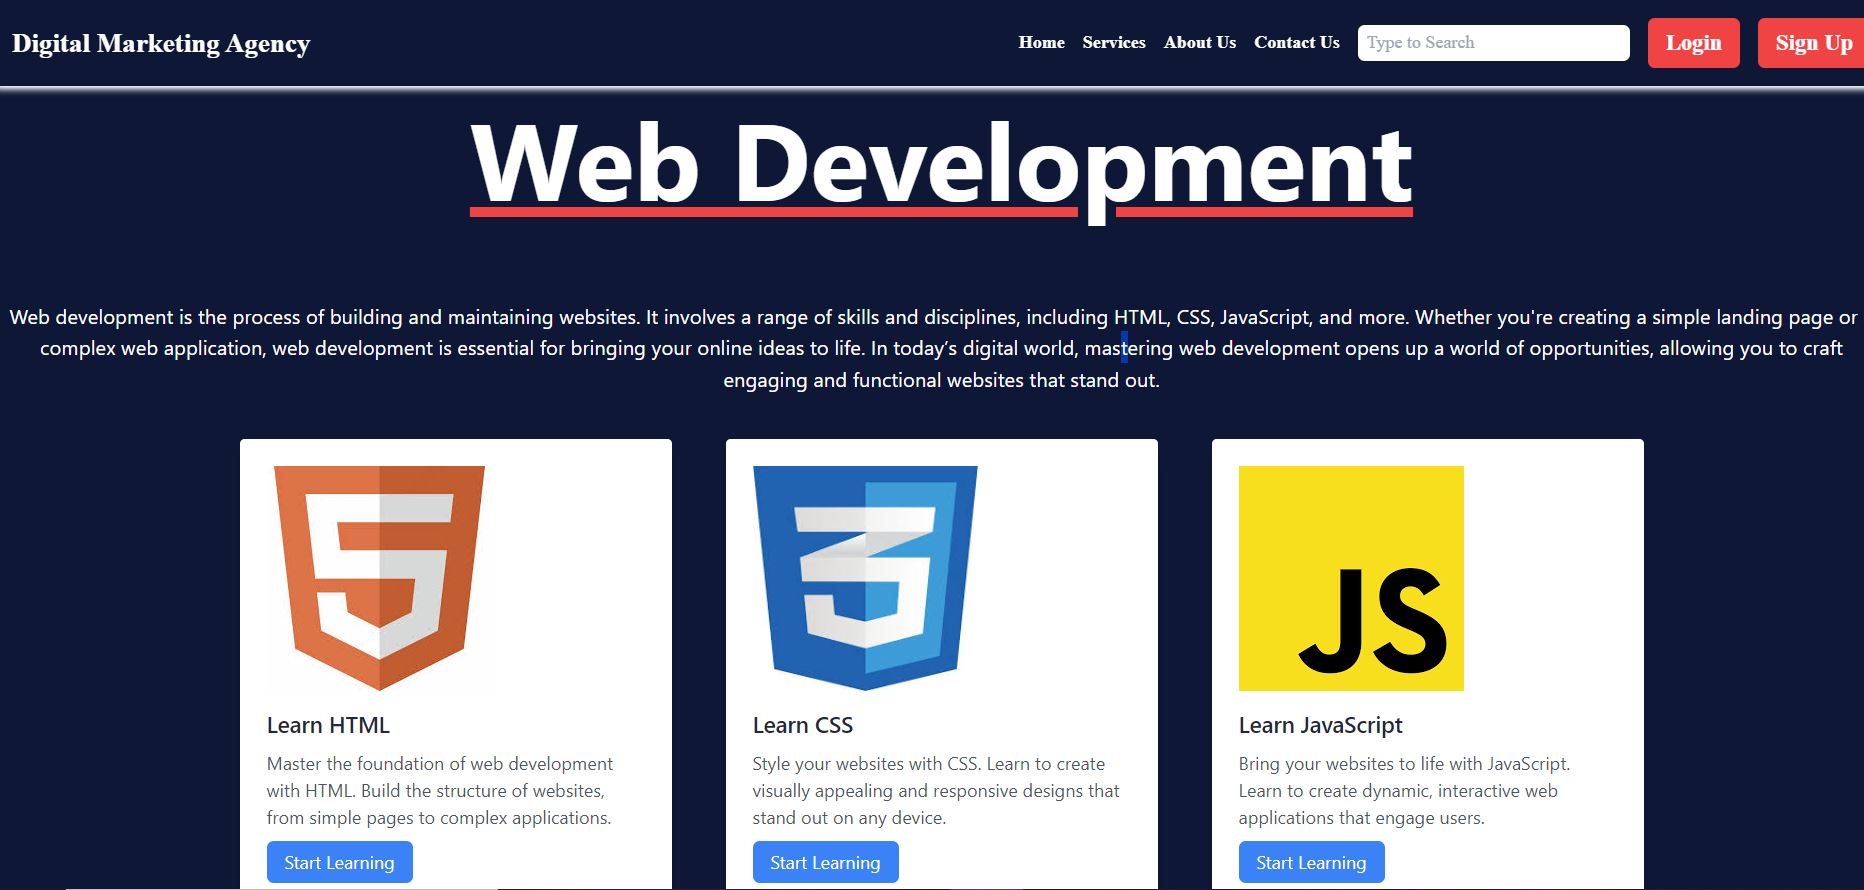 Digital Marketing Agency
Home Services About Us Contact Us Type to Search Login Sign Up
Web Development
Web development is the process of building and maintaining websites. It involves a range of skills and disciplines, including HTML, CSS, JavaScript, and more. Whether you're creating a simple landing page or
complex web application, web development is essential for bringing your online ideas to life. In today’s digital world, mastering web development opens up a world of opportunities, allowing you to craft
engaging and functional websites that stand out.
5
3
JS
Learn HTML
Master the foundation of web development
with HTML. Build the structure of websites,
from simple pages to complex applications.
Start Learning
Learn CSS
Style your websites with CSS. Learn to create
visually appealing and responsive designs that
stand out on any device.
Start Learning
Learn JavaScript
Bring your websites to life with JavaScript.
Learn to create dynamic, interactive web
applications that engage users.
Start Learning